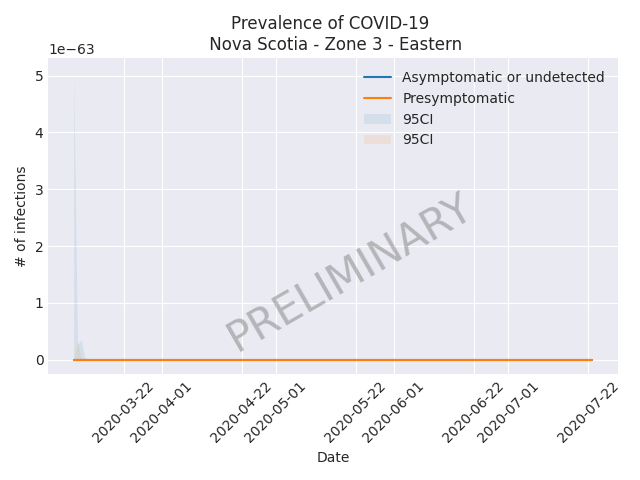 Prevalence of COVID-19
Nova Scotia - Zone 3 - Eastern
1e−63
5
4
3
2
1
0
# of infections
Asymptomatic or undetected
Presymptomatic
95CI
95CI
PRELIMINARY
2020-03-22
2020-04-01
2020-04-22
2020-05-01
2020-05-22
2020-06-01
2020-06-22
2020-07-01
2020-07-22
Date